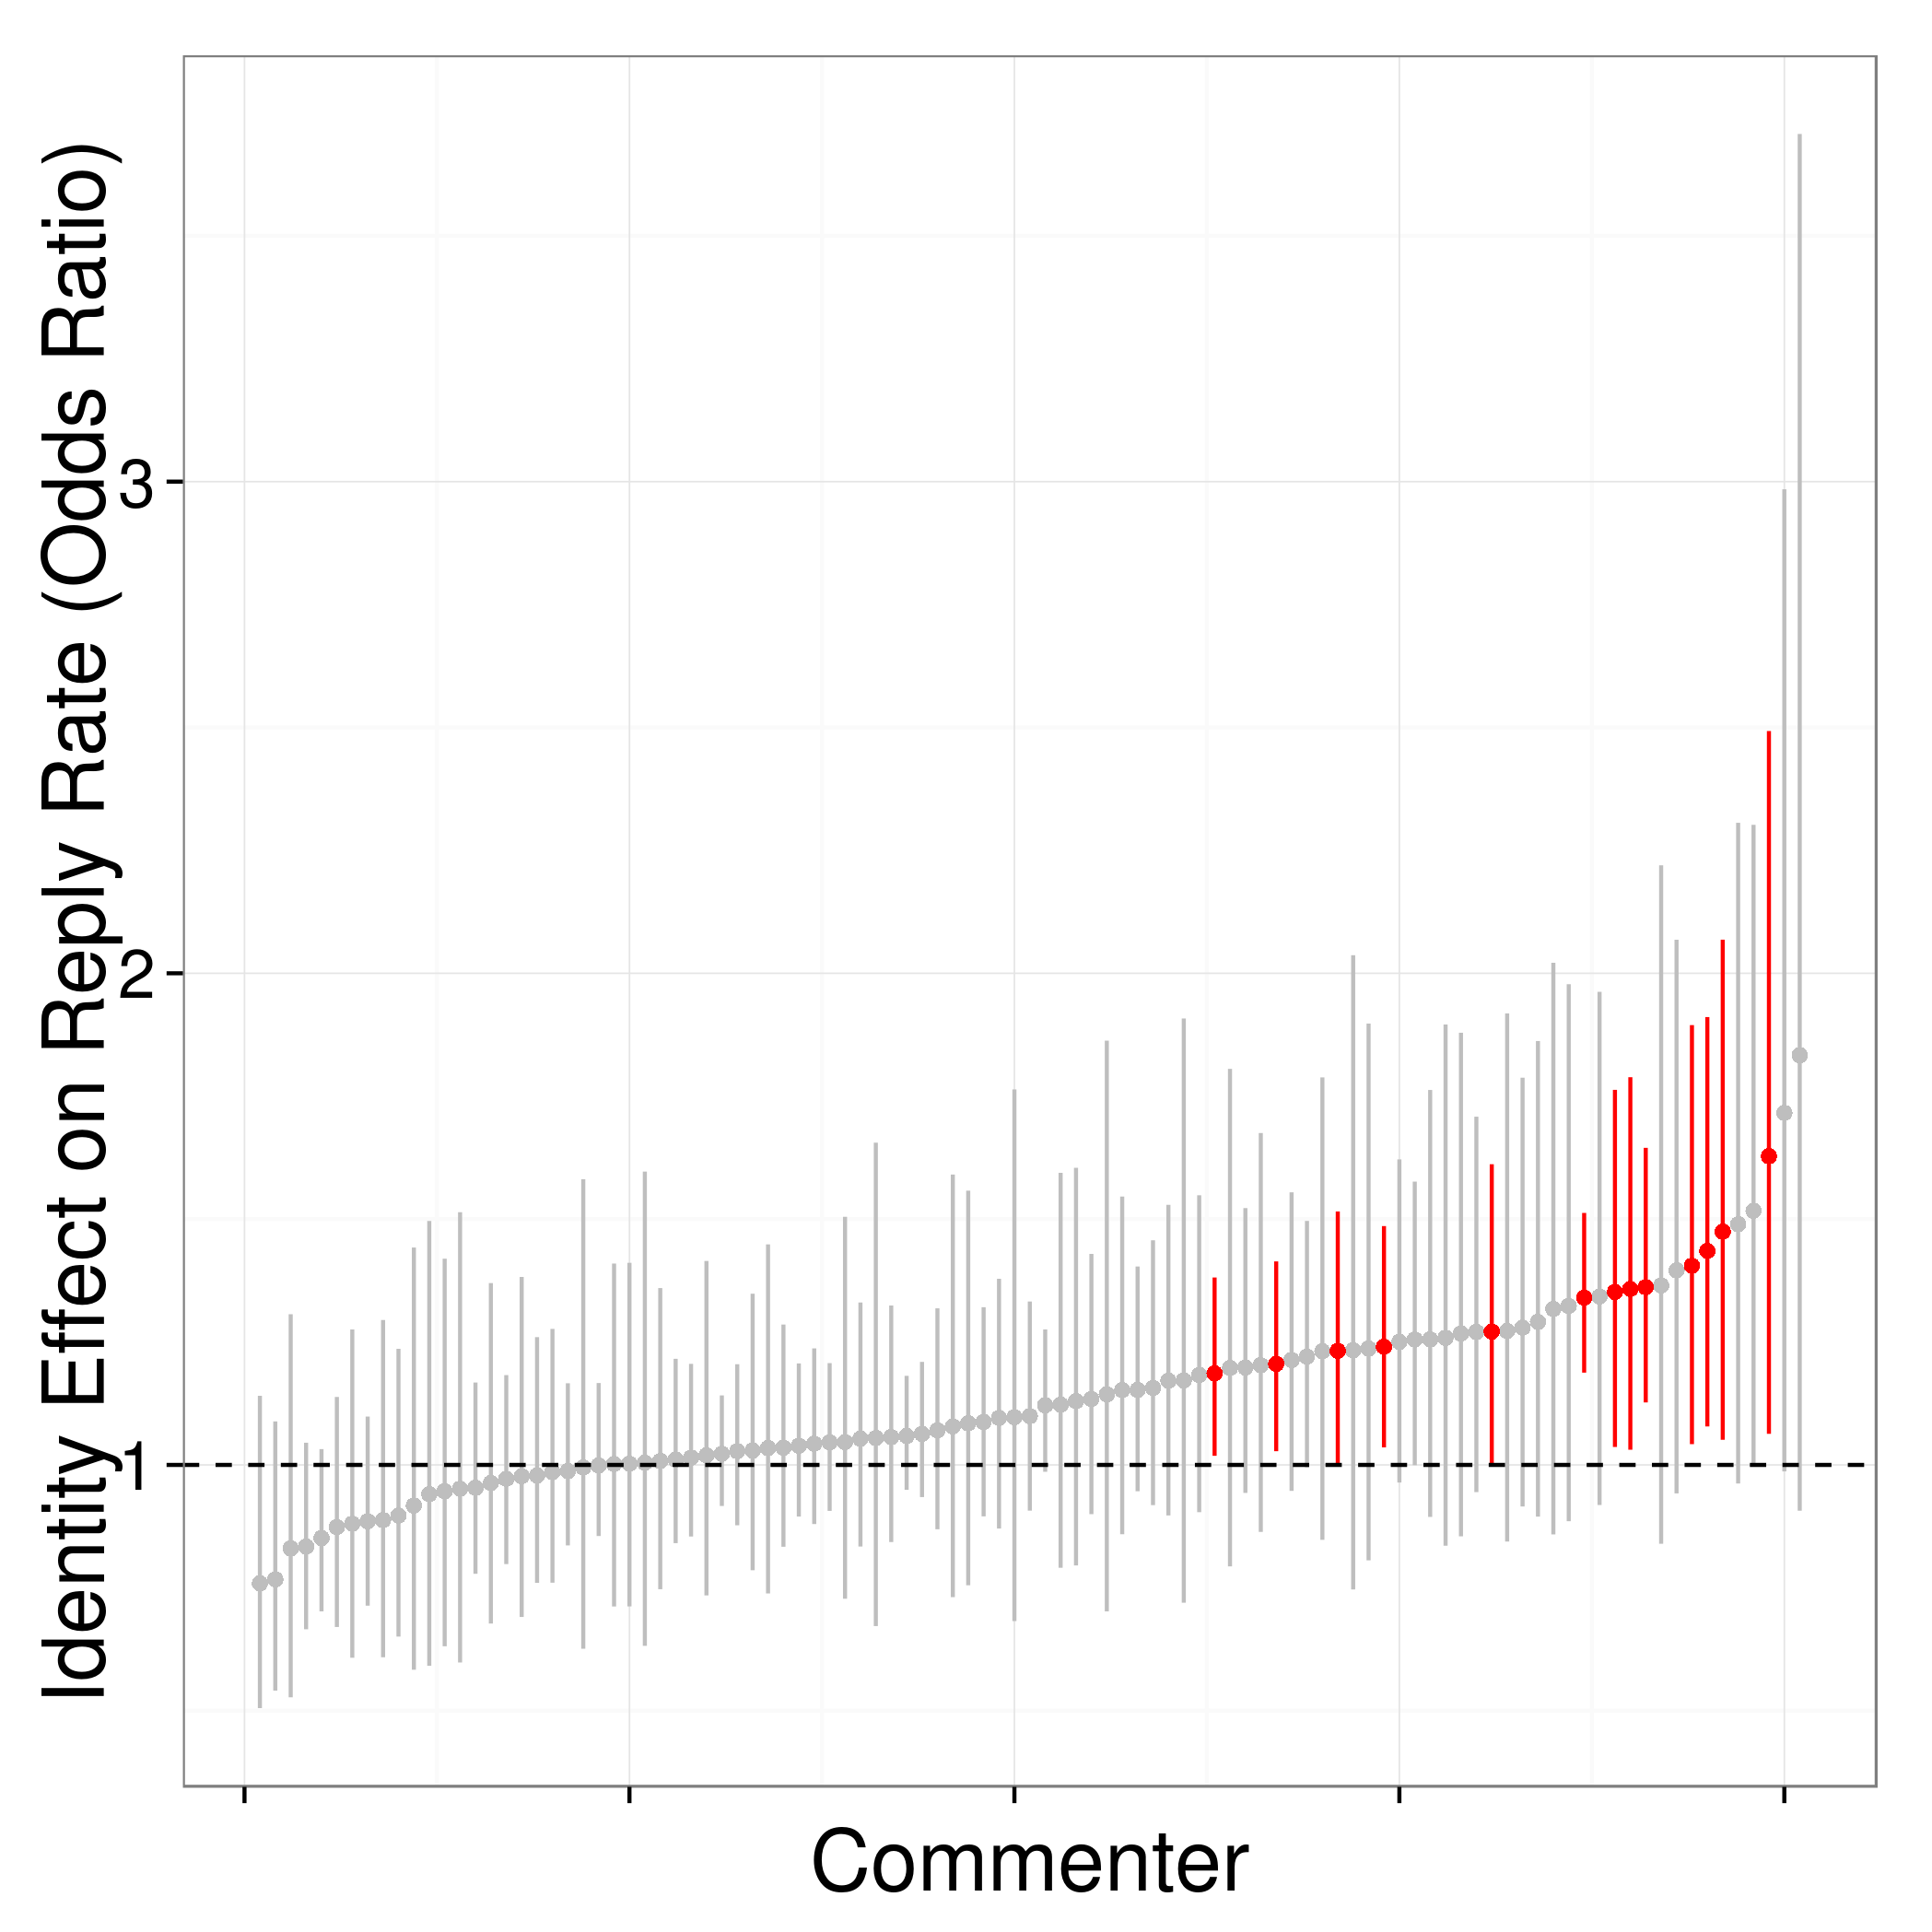 Identity Effect on Reply Rate (Odds Ratio)
3
2
1
Commenter